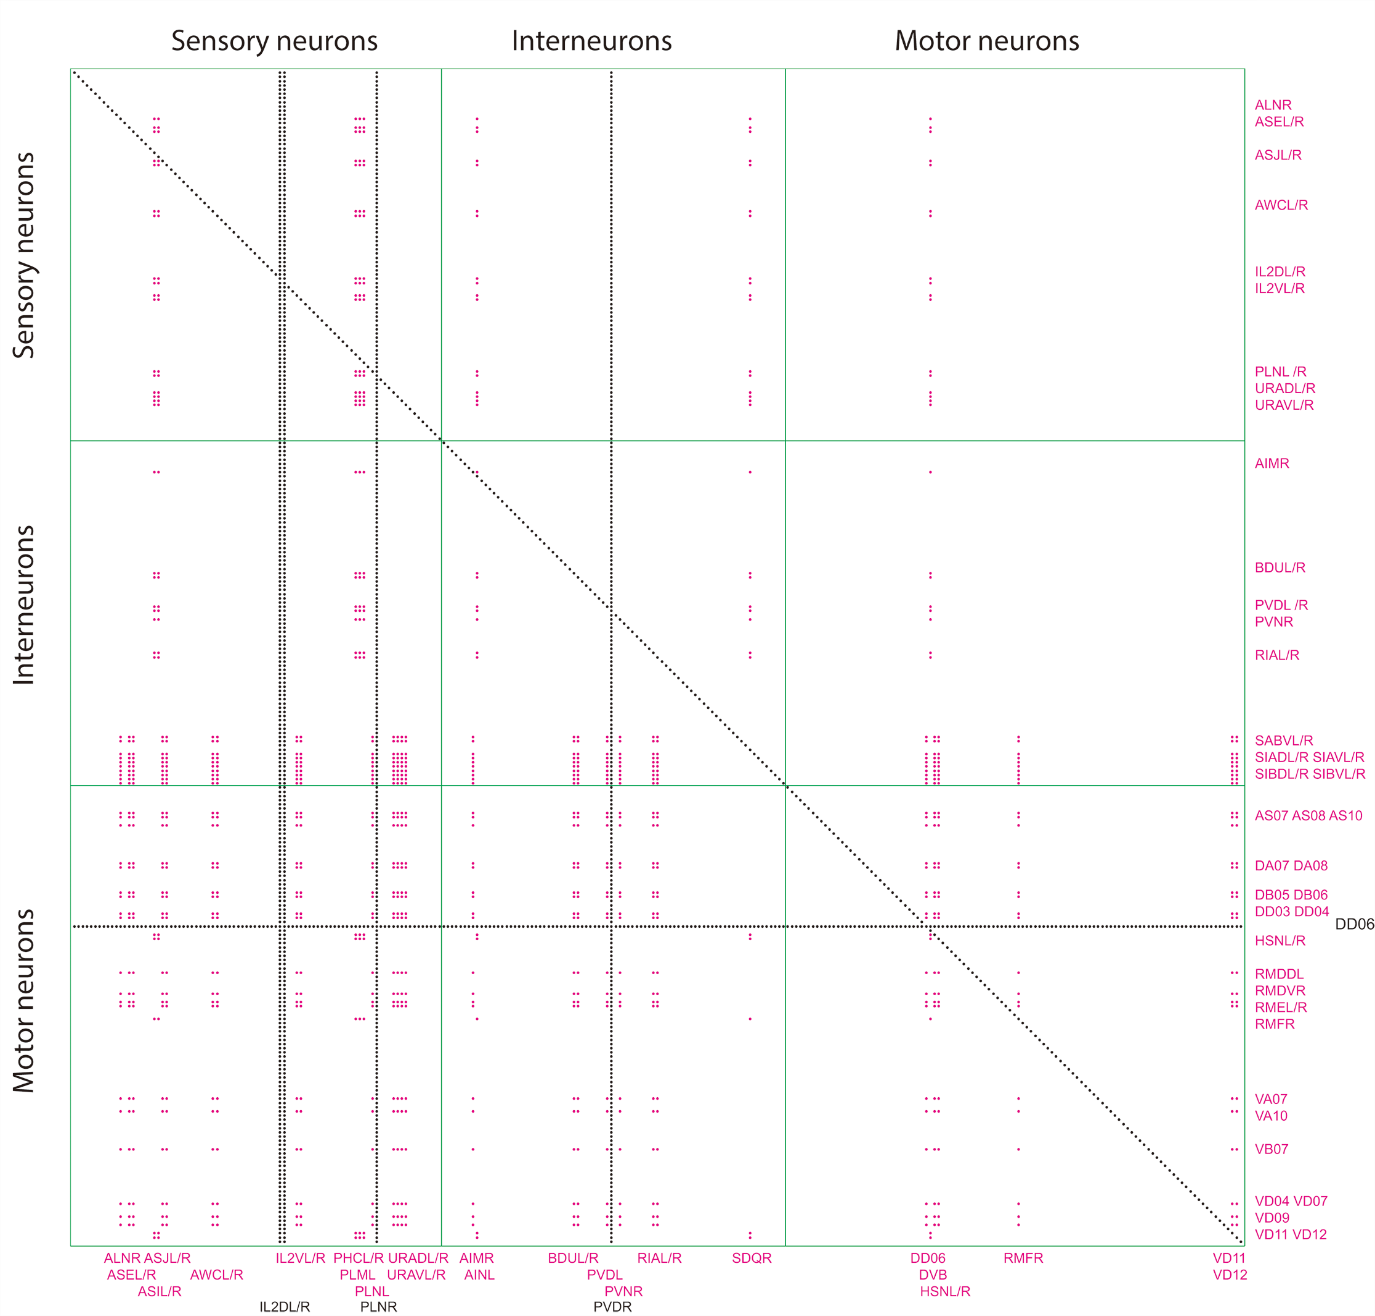 Sensory neurons
Interneurons
Motor neurons
Sensory neurons
Interneurons
Motor neurons
ALNR
ASEL/R
ASJL/R
AWCL/R
IL2DL/R
IL2VL/R
PLNL /R
URADL/R
URAVL/R
AIMR
BDUL/R
PVDL /R
PVNR
RIAL/R
SABVL/R
SIADL/R SIAVL/R
SIBDL/R SIBVL/R
AS07 AS08 AS10
DA07 DA08
DB05 DB06
DD03 DD04
DD06
HSNL/R
RMDDL
RMDVR
RMEL/R
RMFR
VA07
VA10
VB07
VD04 VD07
VD09
VD11 VD12
ALNR ASJL/R IL2VL/R PHCL/R URADL/R AIMR BDUL/R RIAL/R SDQR DD06 RMFR VD11
ASEL/R AWCL/R PLML URAVL/R AINL PVDL DVB VD12
ASIL/R PLNL PVNR HSNL/R
IL2DL/R PLNR PVDR